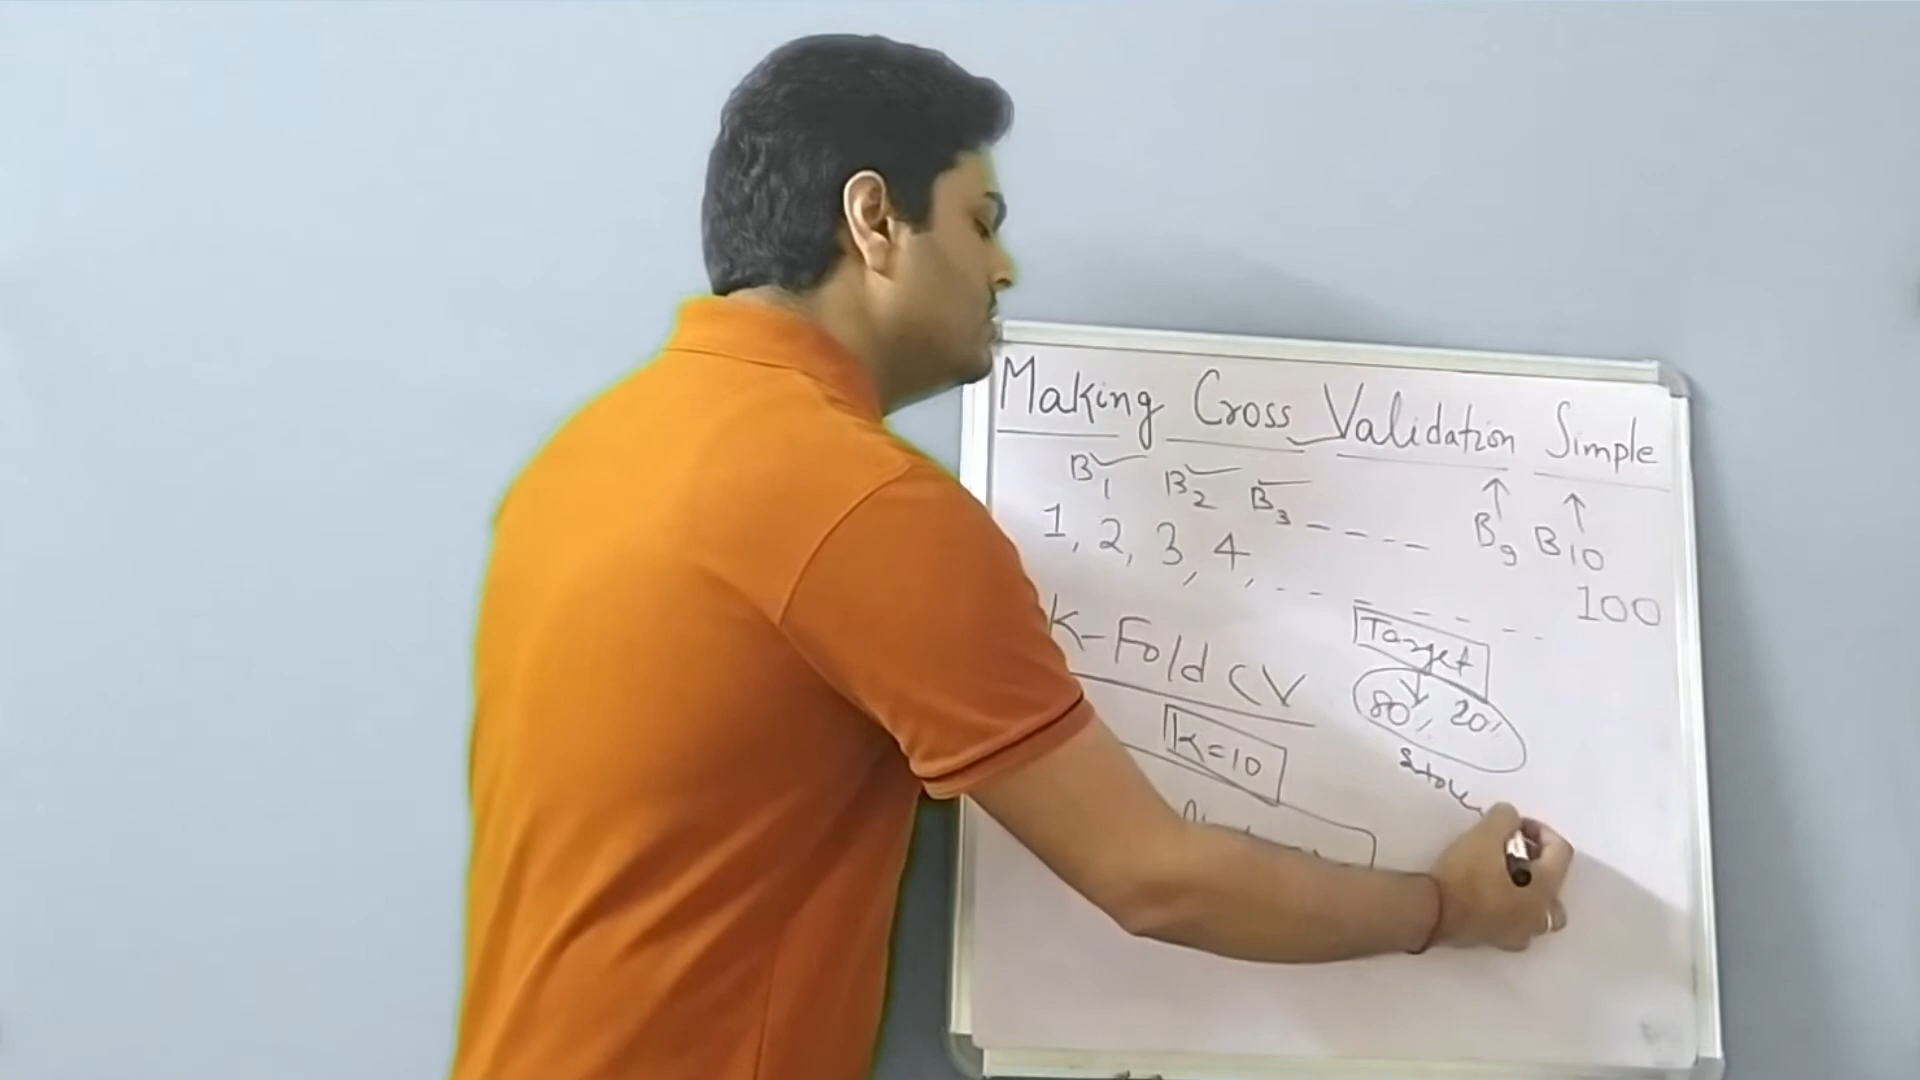 Making Cross Validation Simple
B1 B2 B3 ---- B9 B10
1, 2, 3, 4, --- ---- -- 100
K-Fold CV
Target
80% 20%
K=10